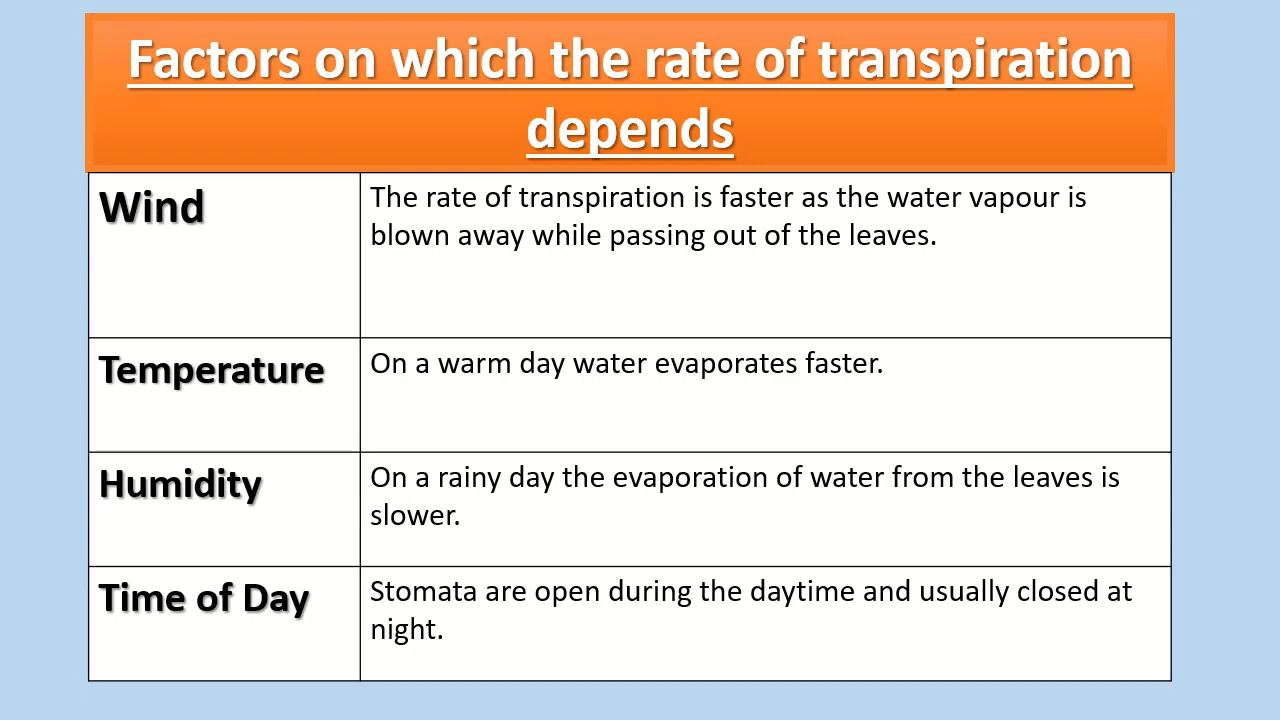 Factors on which the rate of transpiration
depends
Wind
The rate of transpiration is faster as the water vapour is
blown away while passing out of the leaves.
Temperature
On a warm day water evaporates faster.
Humidity
On a rainy day the evaporation of water from the leaves is
slower.
Time of Day
Stomata are open during the daytime and usually closed at
night.